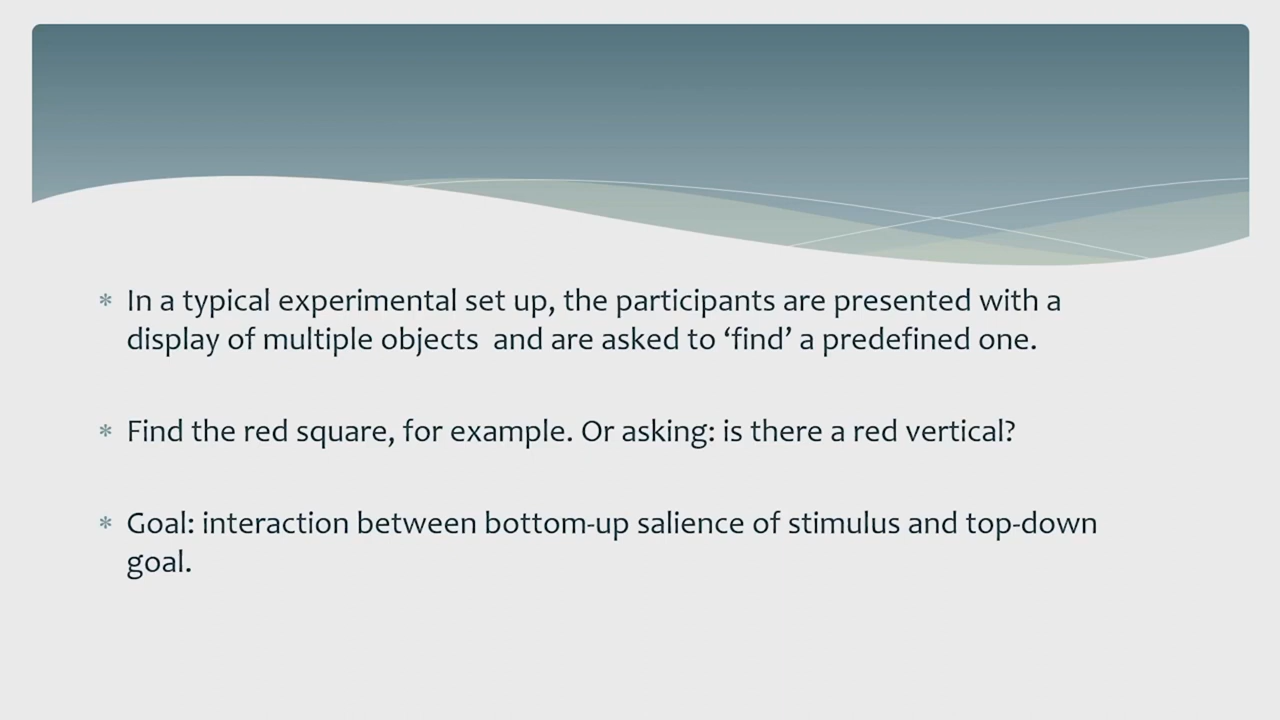 * In a typical experimental set up, the participants are presented with a
display of multiple objects  and are asked to ‘find’ a predefined one.
* Find the red square, for example. Or asking: is there a red vertical?
* Goal: interaction between bottom-up salience of stimulus and top-down
goal.